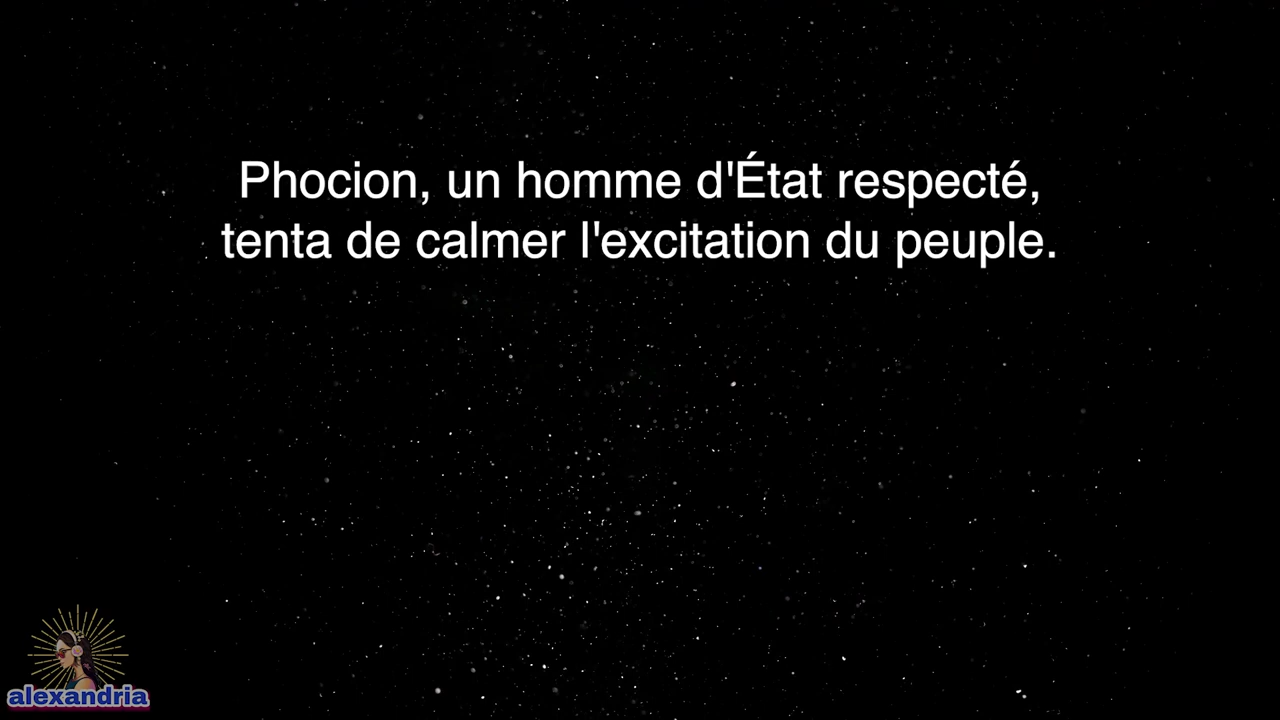 Phocion, un homme d'État respecté,
tenta de calmer l'excitation du peuple.
alexandria